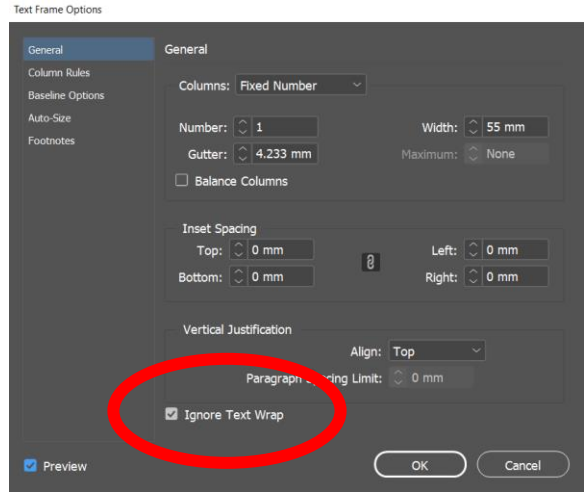 Text Frame Options
General
Column Rules
Baseline Options
Auto-Size
Footnotes
General
Columns: Fixed Number
Number: 1 Width: 55 mm
Gutter: 4.233 mm Maximum: None
Balance Columns
Inset Spacing
Top: 0 mm Left: 0 mm
Bottom: 0 mm Right: 0 mm
Vertical Justification
Align: Top
Paragraph Spacing Limit: 0 mm
Ignore Text Wrap
Preview OK Cancel